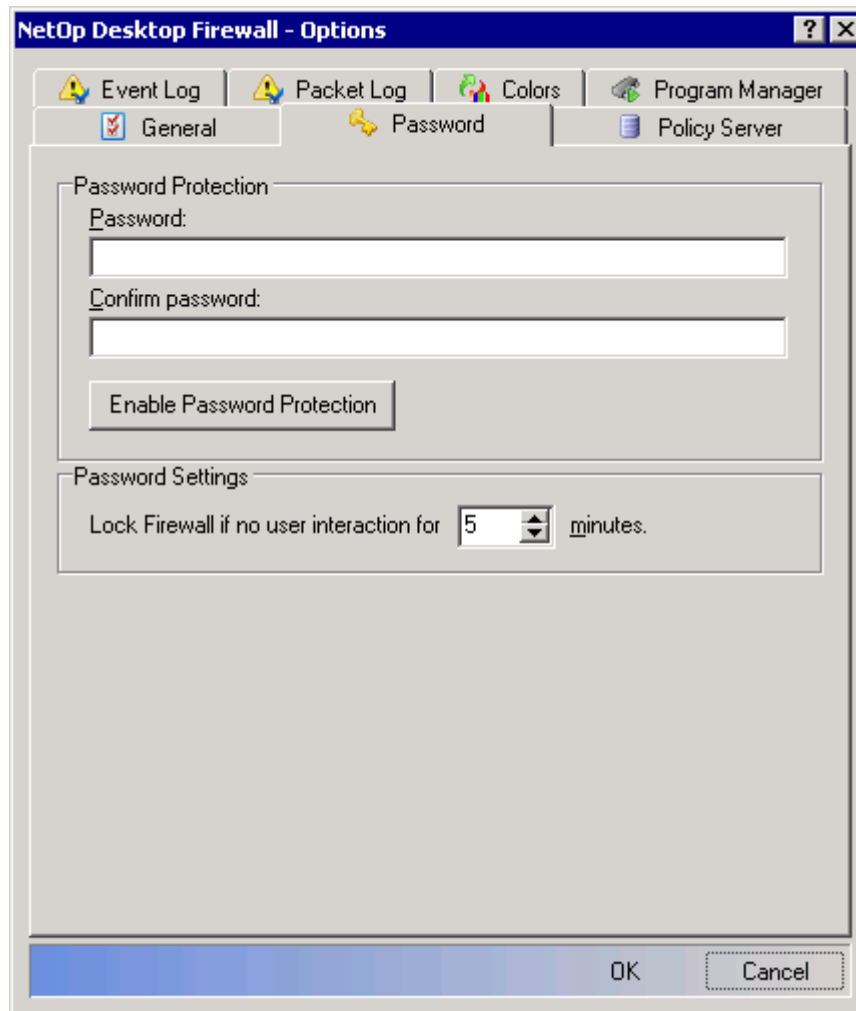 NetOp Desktop Firewall - Options
Event Log Packet Log Colors Program Manager
General Password Policy Server
Password Protection
Password:
Confirm password:
Enable Password Protection
Password Settings
Lock Firewall if no user interaction for 5 minutes.
OK Cancel